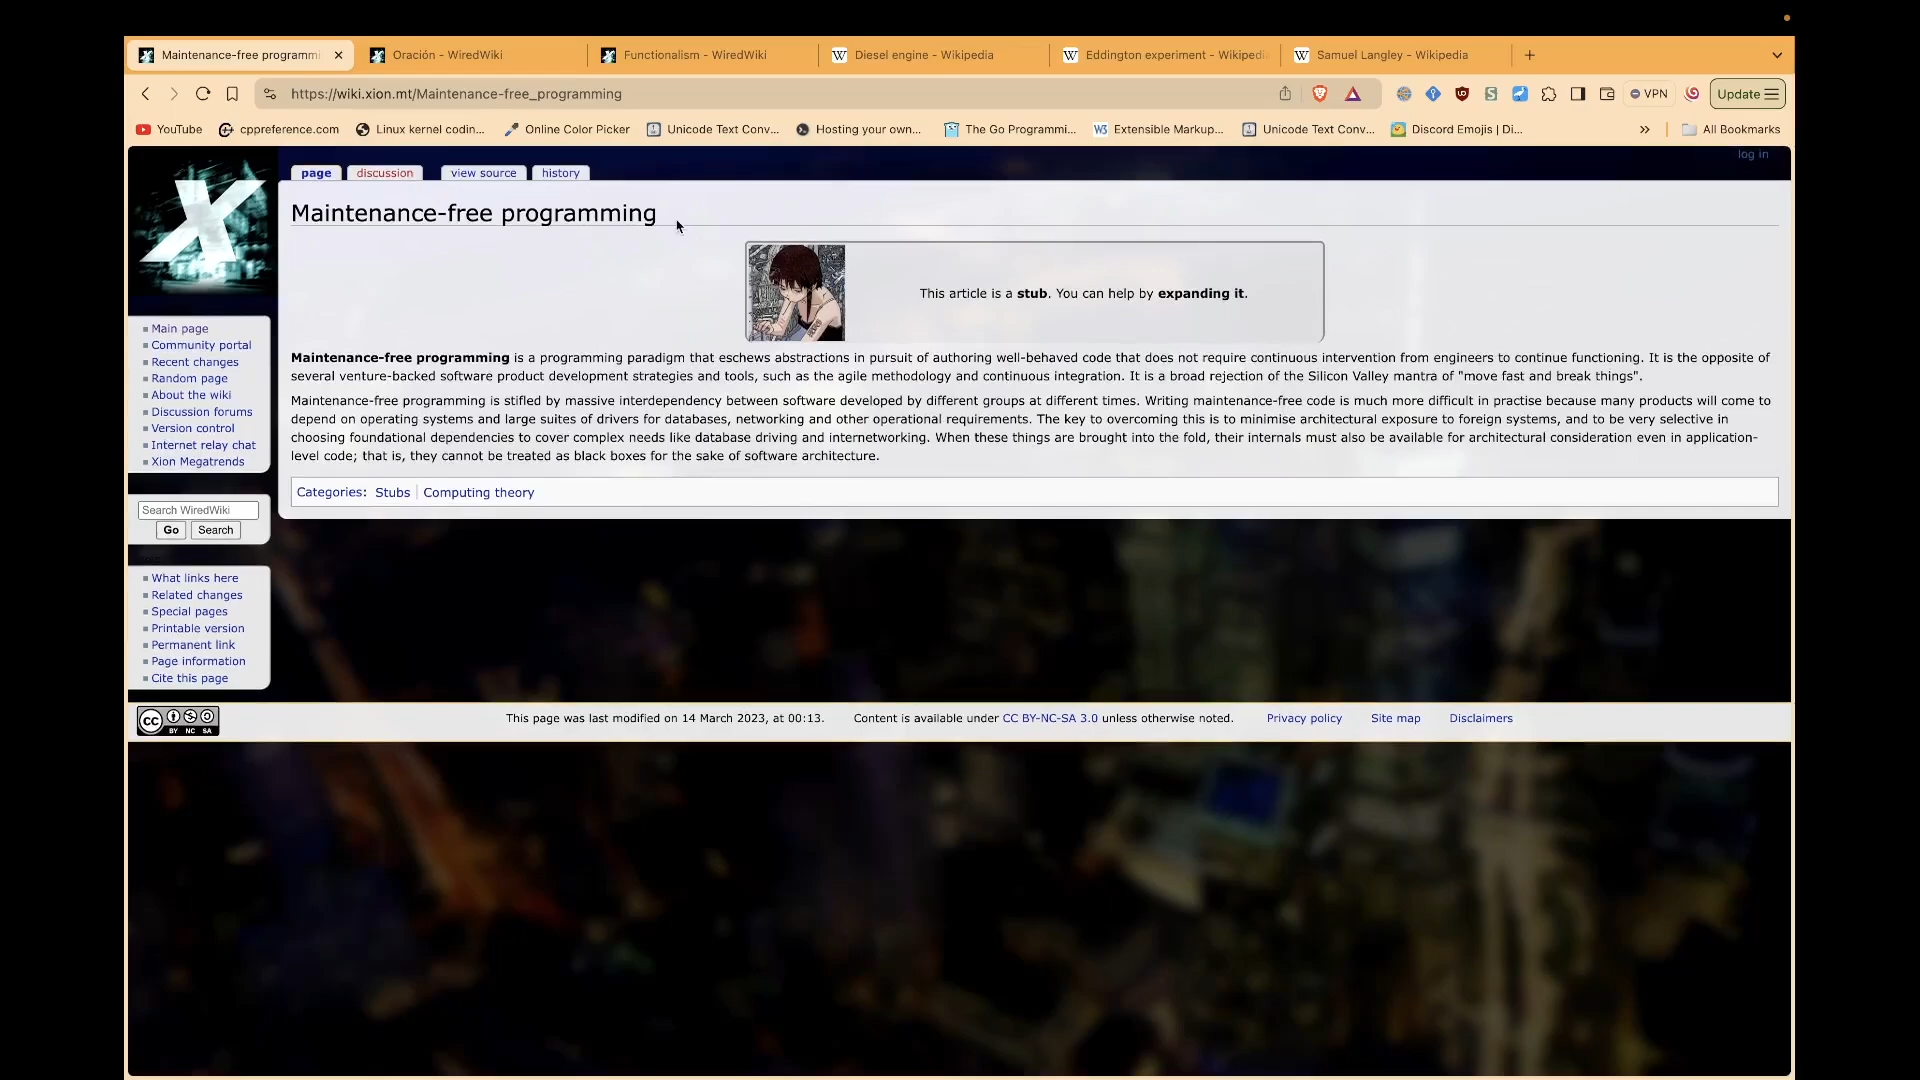 Maintenance-free programmi
Oración - WiredWiki
Functionalism - WiredWiki
Diesel engine - Wikipedia
Eddington experiment - Wikipedi
Samuel Langley - Wikipedia
https://wiki.xion.mt/Maintenance-free_programming
VPN
Update
YouTube
cppreference.com
Linux kernel codin...
Online Color Picker
Unicode Text Conv...
Hosting your own...
The Go Programmi...
Extensible Markup...
Unicode Text Conv...
Discord Emojis | Di...
»
All Bookmarks
log in
page
discussion
view source
history
Maintenance-free programming
This article is a stub. You can help by expanding it.
Maintenance-free programming is a programming paradigm that eschews abstractions in pursuit of authoring well-behaved code that does not require continuous intervention from engineers to continue functioning. It is the opposite of
several venture-backed software product development strategies and tools, such as the agile methodology and continuous integration. It is a broad rejection of the Silicon Valley mantra of "move fast and break things".
Maintenance-free programming is stifled by massive interdependency between software developed by different groups at different times. Writing maintenance-free code is much more difficult in practise because many products will come to
depend on operating systems and large suites of drivers for databases, networking and other operational requirements. The key to overcoming this is to minimise architectural exposure to foreign systems, and to be very selective in
choosing foundational dependencies to cover complex needs like database driving and internetworking. When these things are brought into the fold, their internals must also be available for architectural consideration even in application-
level code; that is, they cannot be treated as black boxes for the sake of software architecture.
Categories: Stubs | Computing theory
X
Main page
Community portal
Recent changes
Random page
About the wiki
Discussion forums
Version control
Internet relay chat
Xion Megatrends
Search WiredWiki
Go Search
What links here
Related changes
Special pages
Printable version
Permanent link
Page information
Cite this page
CC BY NC SA
This page was last modified on 14 March 2023, at 00:13.
Content is available under CC BY-NC-SA 3.0 unless otherwise noted.
Privacy policy
Site map
Disclaimers